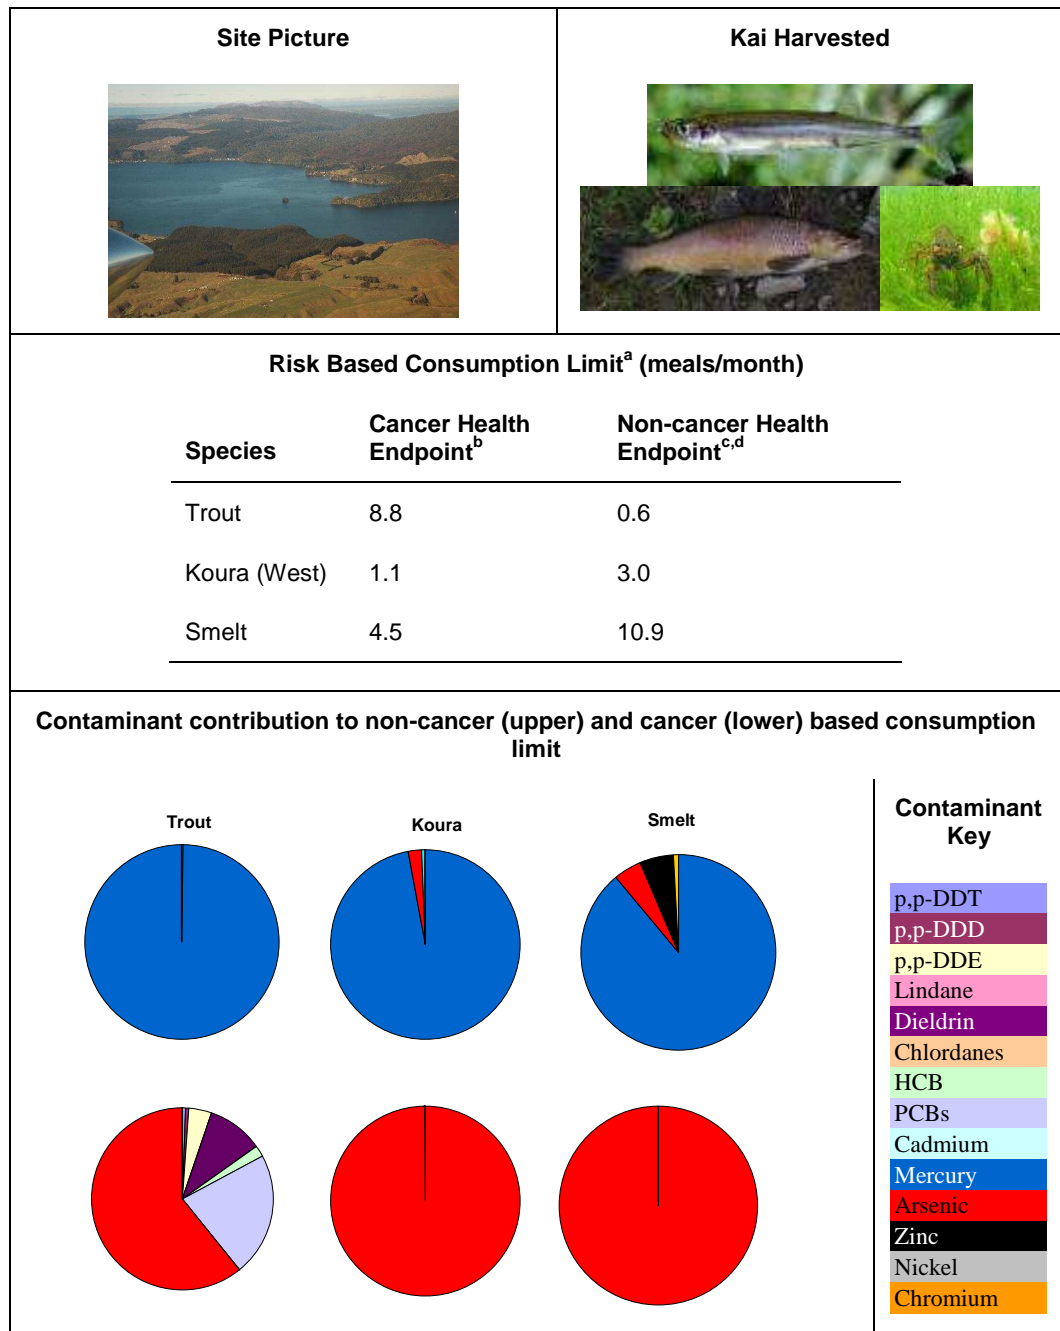 Site Picture
Kai Harvested
Risk Based Consumption Limitᵃ (meals/month)
Species
Cancer Health
Endpointᵇ
Non-cancer Health
Endpointᶜ,ᵈ
Trout 8.8 0.6
Koura (West) 1.1 3.0
Smelt 4.5 10.9
Contaminant contribution to non-cancer (upper) and cancer (lower) based consumption
limit
Trout
Koura
Smelt
Contaminant
Key
p,p-DDT
p,p-DDD
p,p-DDE
Lindane
Dieldrin
Chlordanes
HCB
PCBs
Cadmium
Mercury
Arsenic
Zinc
Nickel
Chromium